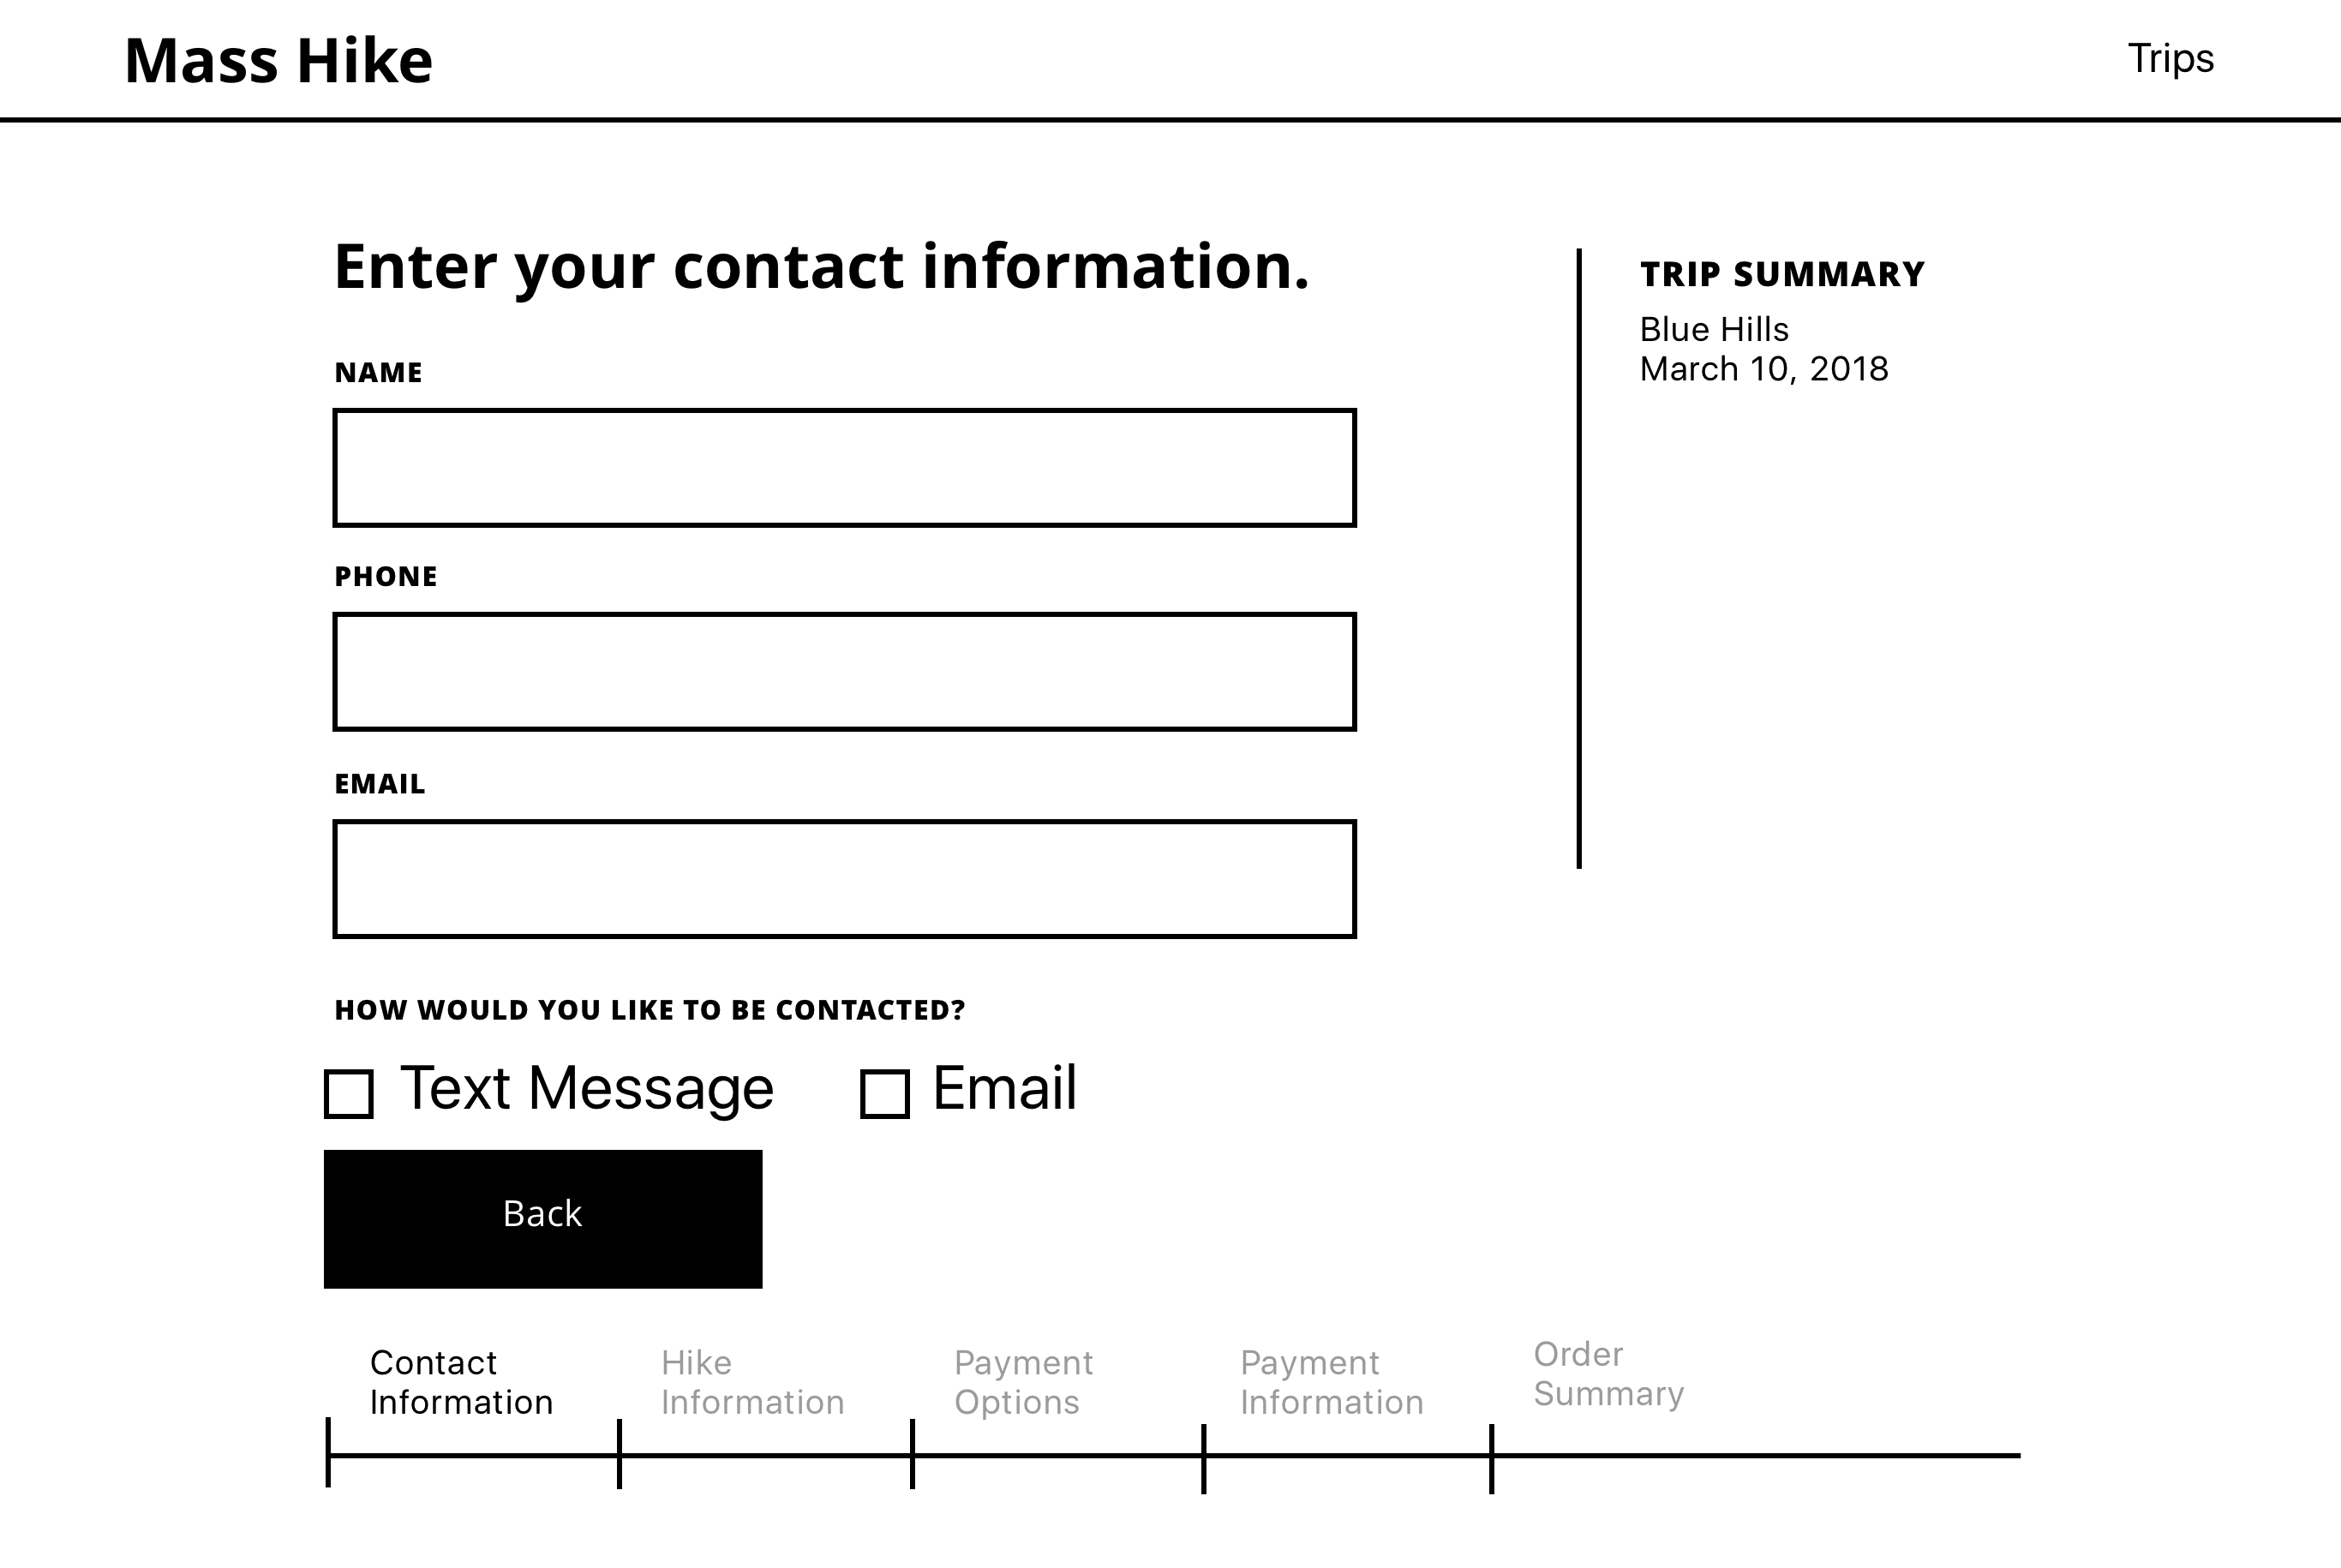 Mass Hike
Trips
Enter your contact information.
NAME
PHONE
EMAIL
HOW WOULD YOU LIKE TO BE CONTACTED?
Text Message
Email
Back
TRIP SUMMARY
Blue Hills
March 10, 2018
Contact
Information
Hike
Information
Payment
Options
Payment
Information
Order
Summary